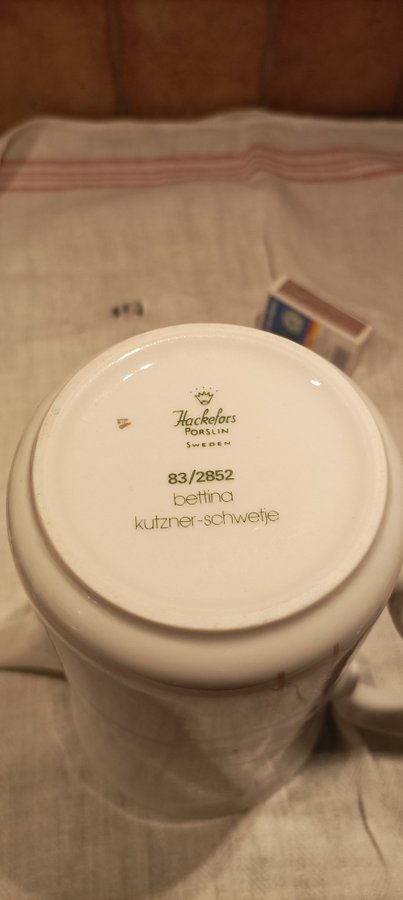 Hackefors
PORSLIN
SWEDEN
83/2852
bettina
kutzner-schwetje